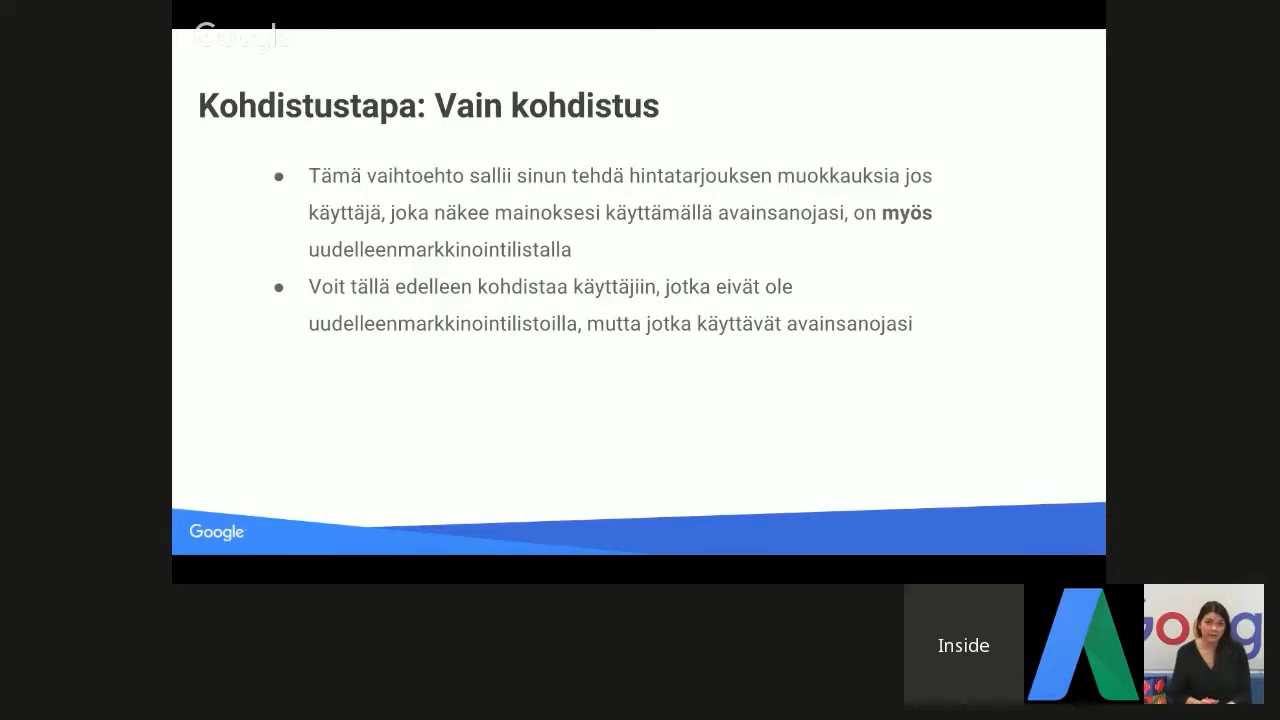 Google
Kohdistustapa: Vain kohdistus
● Tämä vaihtoehto sallii sinun tehdä hintatarjouksen muokkauksia jos
käyttäjä, joka näkee mainoksesi käyttämällä avainsanojasi, on myös
uudelleenmarkkinointilistalla
● Voit tällä edelleen kohdistaa käyttäjiin, jotka eivät ole
uudelleenmarkkinointilistoilla, mutta jotka käyttävät avainsanojasi
Google
Inside
oog